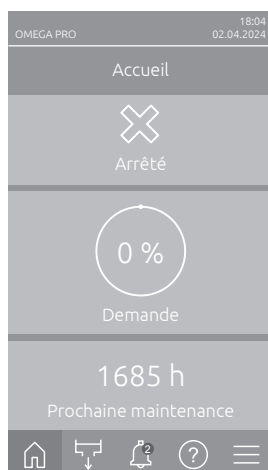 18:04
OMEGA PRO 02.04.2024
Accueil
Arrêté
0 %
Demande
1685 h
Prochaine maintenance
2
?